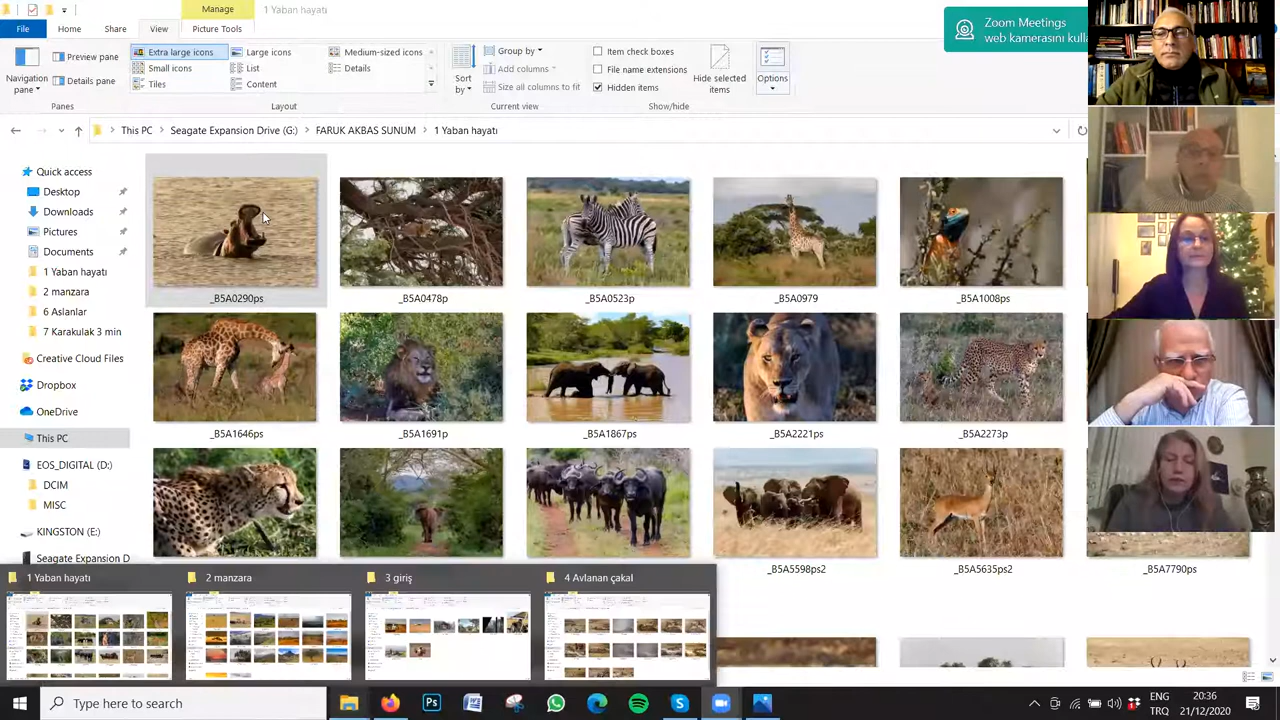 Manage
1 Yaban hayati
File
Home
Share
View
Picture Tools
Zoom Meetings
web kamerasını kulla
Navigation
pane
Preview pane
Details pane
Panes
Extra large icons
Large icons
Medium-sized icons
Small icons
List
Details
Tiles
Content
Layout
Sort
by
Group by
Add columns
Size all columns to fit
Current view
Item check boxes
File name extensions
Hidden items
Hide selected
items
Show/hide
Options
This PC
Seagate Expansion Drive (G:)
FARUK AKBAS SUNUM
1 Yaban hayati
Quick access
Desktop
Downloads
Pictures
Documents
1 Yaban hayati
2 manzara
6 Aslanlar
7 Karakulak 3 min
Creative Cloud Files
Dropbox
OneDrive
This PC
EOS_DIGITAL (D:)
DCIM
MISC
KINGSTON (E:)
Seagate Expansion D
_B5A0290ps
_B5A0478p
_B5A0523p
_B5A0979
_B5A1008ps
_B5A1646ps
_B5A1691p
_B5A1867ps
_B5A2221ps
_B5A2273p
_B5A5598ps2
_B5A5635ps2
_B5A7790ps
1 Yaban hayati
2 manzara
3 giriş
4 Avlanan çakal
Type here to search
ENG
TRQ
20:36
21/12/2020